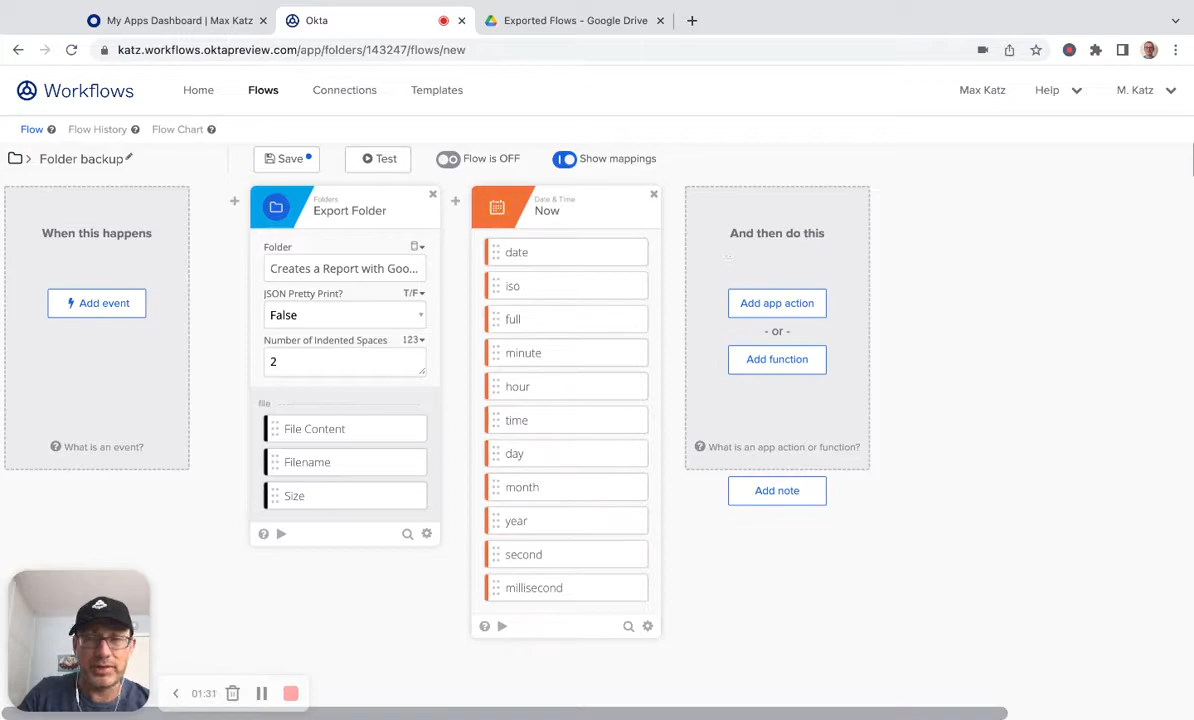 My Apps Dashboard | Max Katz
Okta
Exported Flows - Google Drive
katz.workflows.oktapreview.com/app/folders/143247/flows/new
Workflows
Home
Flows
Connections
Templates
Max Katz
Help
M. Katz
Flow
Flow History
Flow Chart
Folder backup
Save
Test
Flow is OFF
Show mappings
When this happens
Add event
What is an event?
Folders
Export Folder
Folder
Creates a Report with Goo...
JSON Pretty Print?
T/F
False
Number of Indented Spaces
123
2
file
File Content
Filename
Size
Date & Time
Now
date
iso
full
minute
hour
time
day
month
year
second
millisecond
And then do this
Add app action
- or -
Add function
What is an app action or function?
Add note
01:31